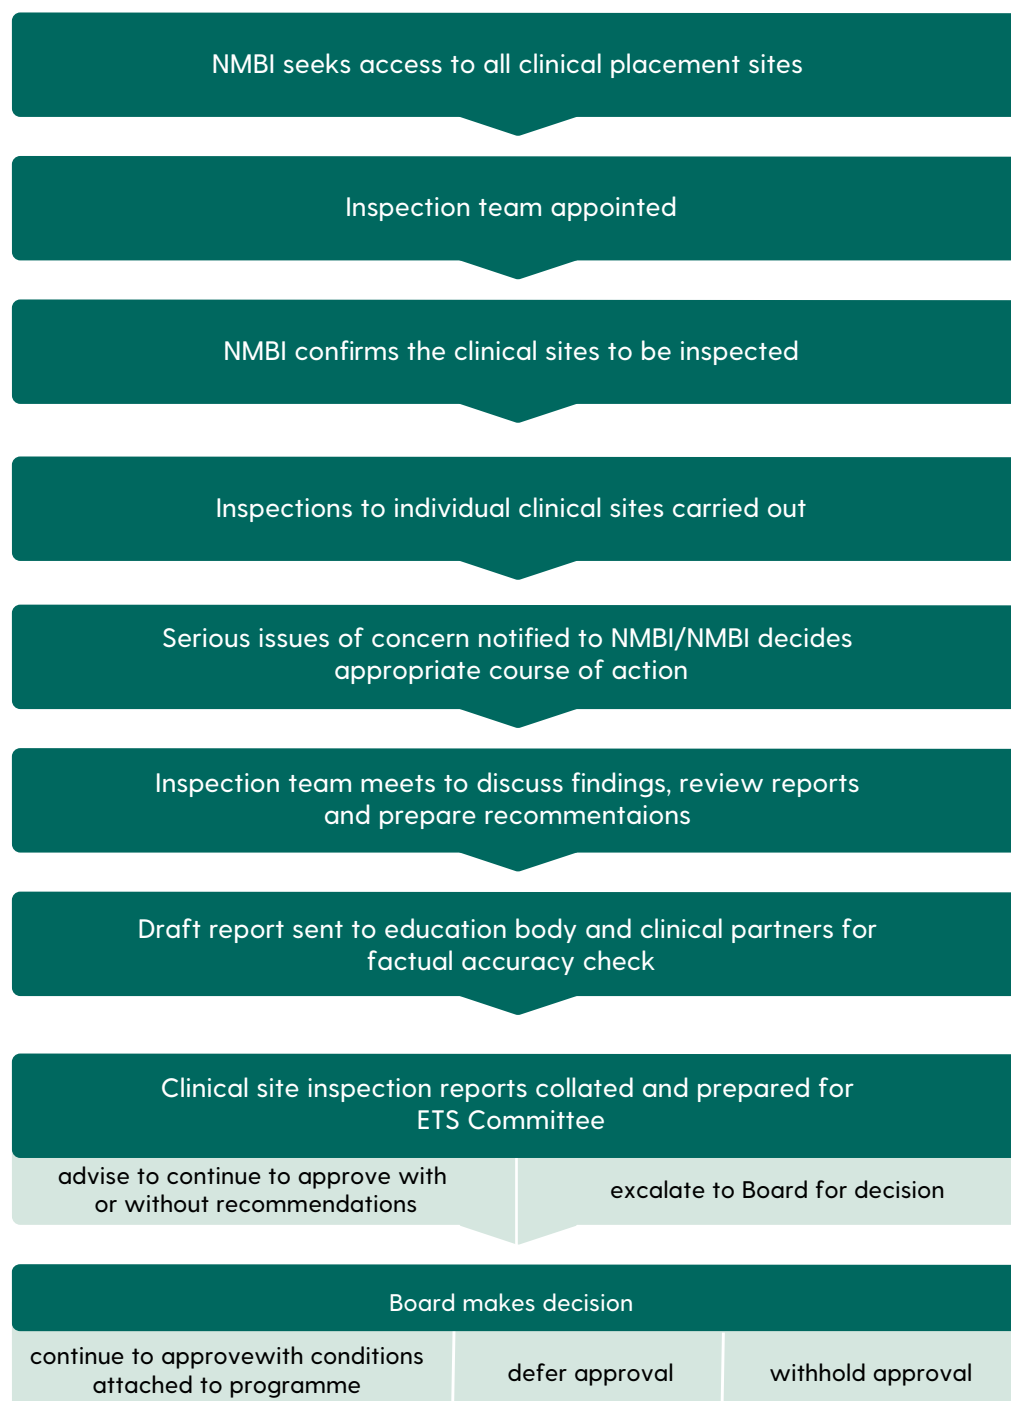 NMBI seeks access to all clinical placement sites
Inspection team appointed
NMBI confirms the clinical sites to be inspected
Inspections to individual clinical sites carried out
Serious issues of concern notified to NMBI/NMBI decides
appropriate course of action
Inspection team meets to discuss findings, review reports
and prepare recommentaions
Draft report sent to education body and clinical partners for
factual accuracy check
Clinical site inspection reports collated and prepared for
ETS Committee
advise to continue to approve with
or without recommendations
excalate to Board for decision
Board makes decision
continue to approvewith conditions
attached to programme
defer approval
withhold approval